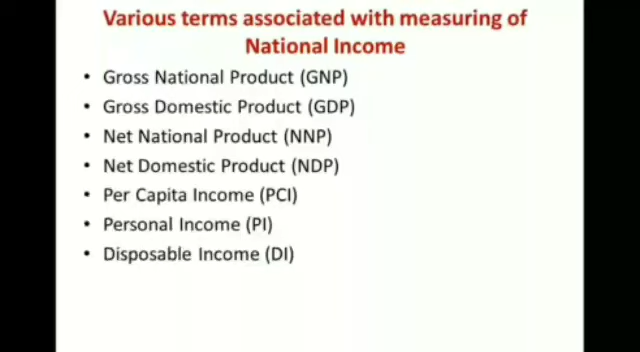 Various terms associated with measuring of
National Income
• Gross National Product (GNP)
• Gross Domestic Product (GDP)
• Net National Product (NNP)
• Net Domestic Product (NDP)
• Per Capita Income (PCI)
• Personal Income (PI)
• Disposable Income (DI)